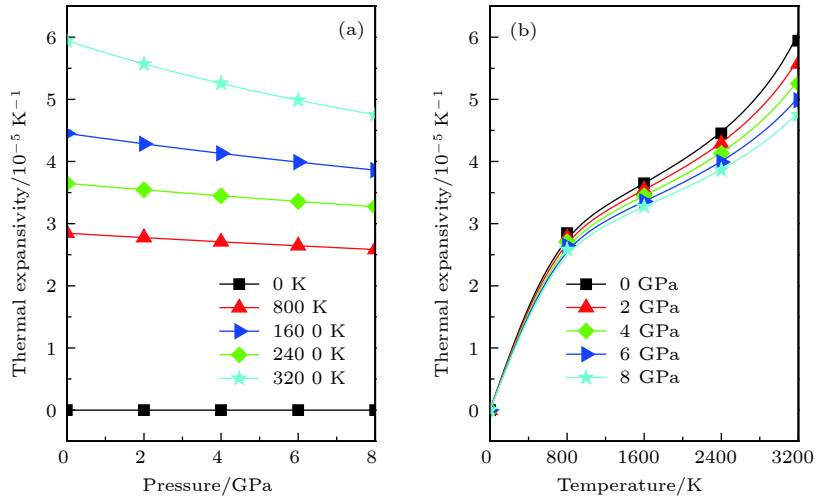 (a)
Thermal expansivity/10⁻⁵ K⁻¹
6
5
4
3
2
1
0
0 K
800 K
160 0 K
240 0 K
320 0 K
0 2 4 6 8
Pressure/GPa
(b)
Thermal expansivity/10⁻⁵ K⁻¹
6
5
4
3
2
1
0
0 GPa
2 GPa
4 GPa
6 GPa
8 GPa
0 800 1600 2400 3200
Temperature/K